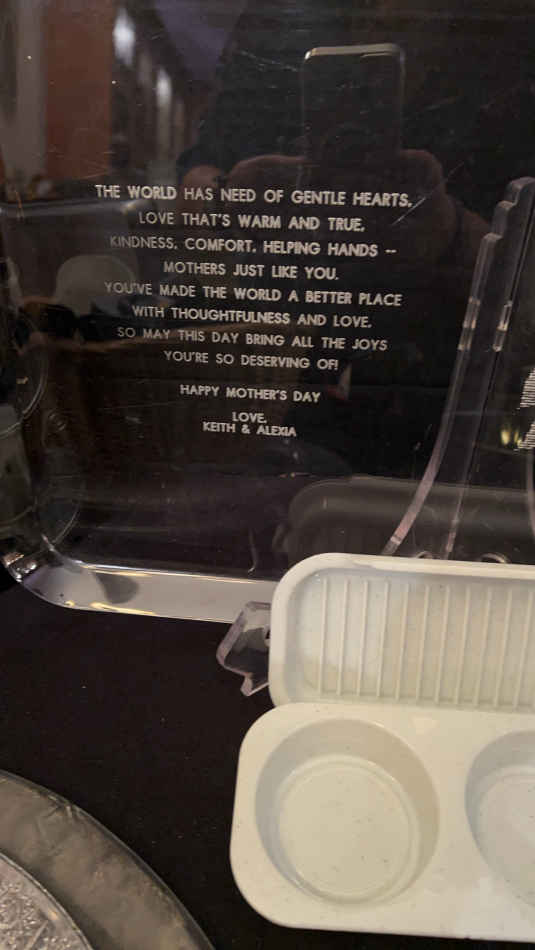 THE WORLD HAS NEED OF GENTLE HEARTS,
LOVE THAT'S WARM AND TRUE,
KINDNESS, COMFORT, HELPING HANDS --
MOTHERS JUST LIKE YOU.
YOU'VE MADE THE WORLD A BETTER PLACE
WITH THOUGHTFULNESS AND LOVE,
SO MAY THIS DAY BRING ALL THE JOYS
YOU'RE SO DESERVING OF!
HAPPY MOTHER'S DAY
LOVE,
KEITH & ALEXIA